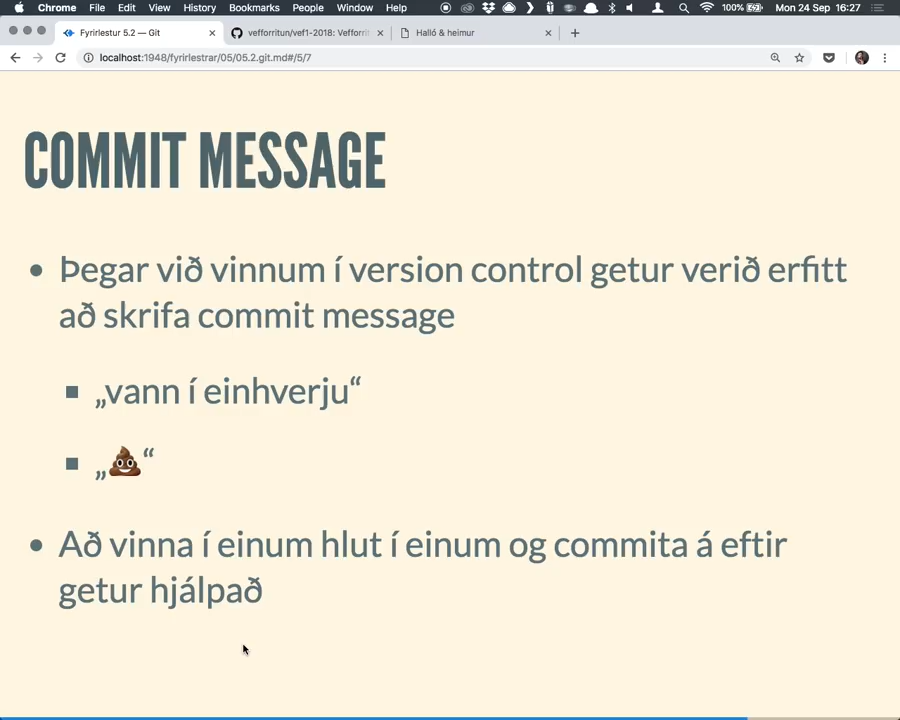 Chrome File Edit View History Bookmarks People Window Help 100% Mon 24 Sep 16:27
Fyrirlestur 5.2 — Git vefforritun/vef1-2018: Vefforrit Halló & heimur
localhost:1948/fyrirlestrar/05/05.2.git.md#/5/7
COMMIT MESSAGE
• Þegar við vinnum í version control getur verið erfitt
að skrifa commit message
▪ „vann í einhverju“
▪ „💩“
• Að vinna í einum hlut í einum og commita á eftir
getur hjálpað